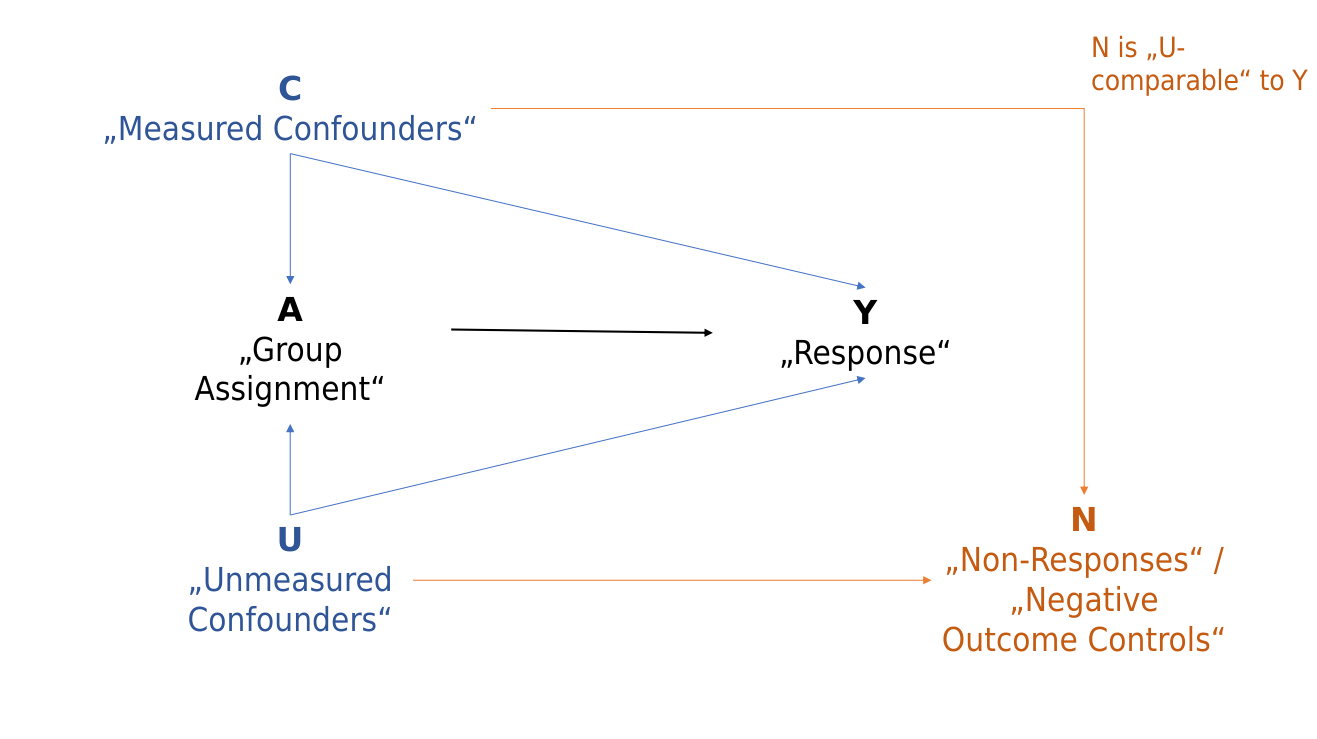 N is „U-
comparable“ to Y
C
„Measured Confounders“
A
„Group
Assignment“
Y
„Response“
U
„Unmeasured
Confounders“
N
„Non-Responses“ /
„Negative
Outcome Controls“